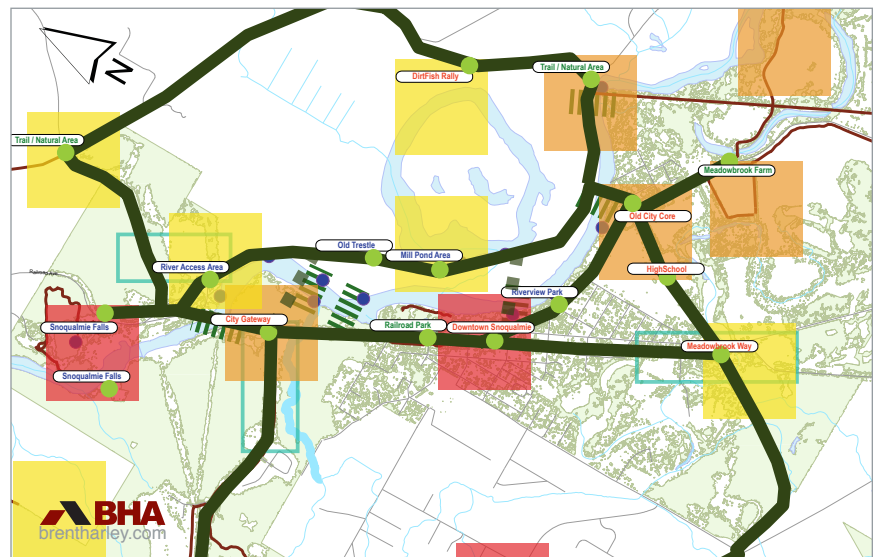 N
DirtFish Rally
Trail / Natural Area
Trail / Natural Area
Meadowbrook Farm
Old City Core
Old Trestle
Mill Pond Area
River Access Area
HighSchool
Riverview Park
Snoqualmie Falls
City Gateway
Railroad Park
Downtown Snoqualmie
Meadowbrook Way
Snoqualmie Falls
BHA
brentharley.com